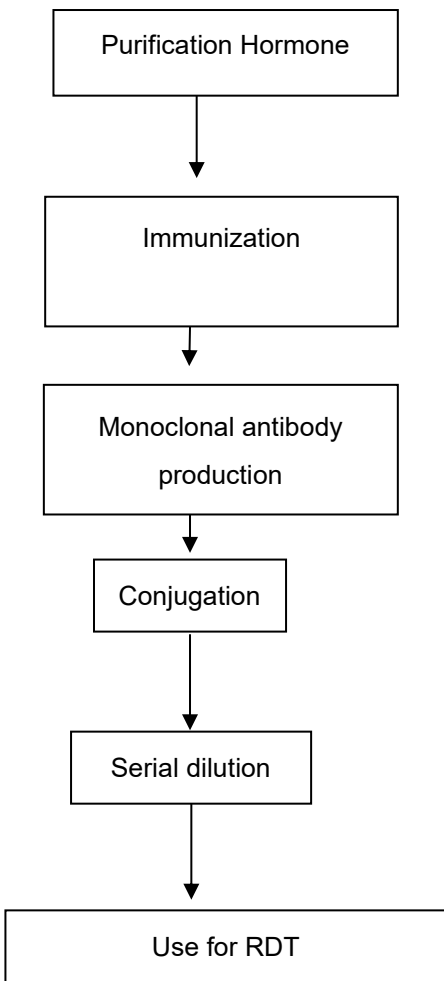 Purification Hormone
Immunization
Monoclonal antibody
production
Conjugation
Serial dilution
Use for RDT